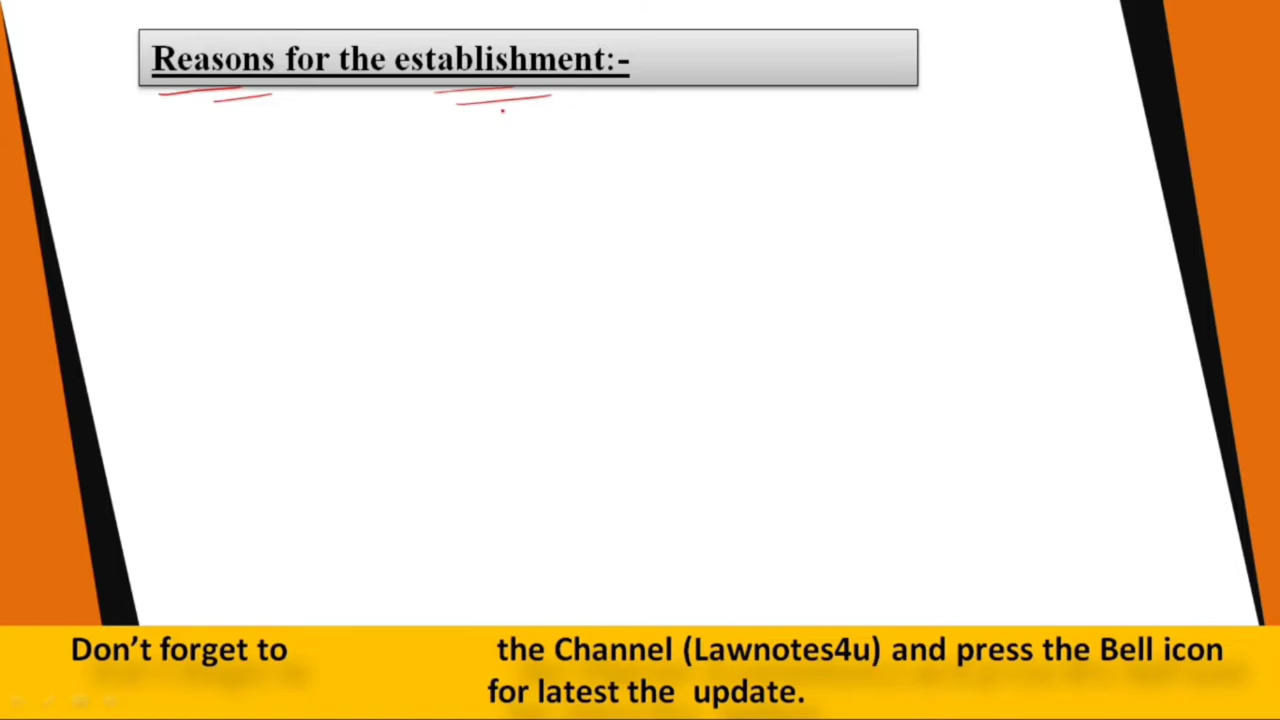 Reasons for the establishment:-
Don't forget to the Channel (Lawnotes4u) and press the Bell icon
for latest the update.